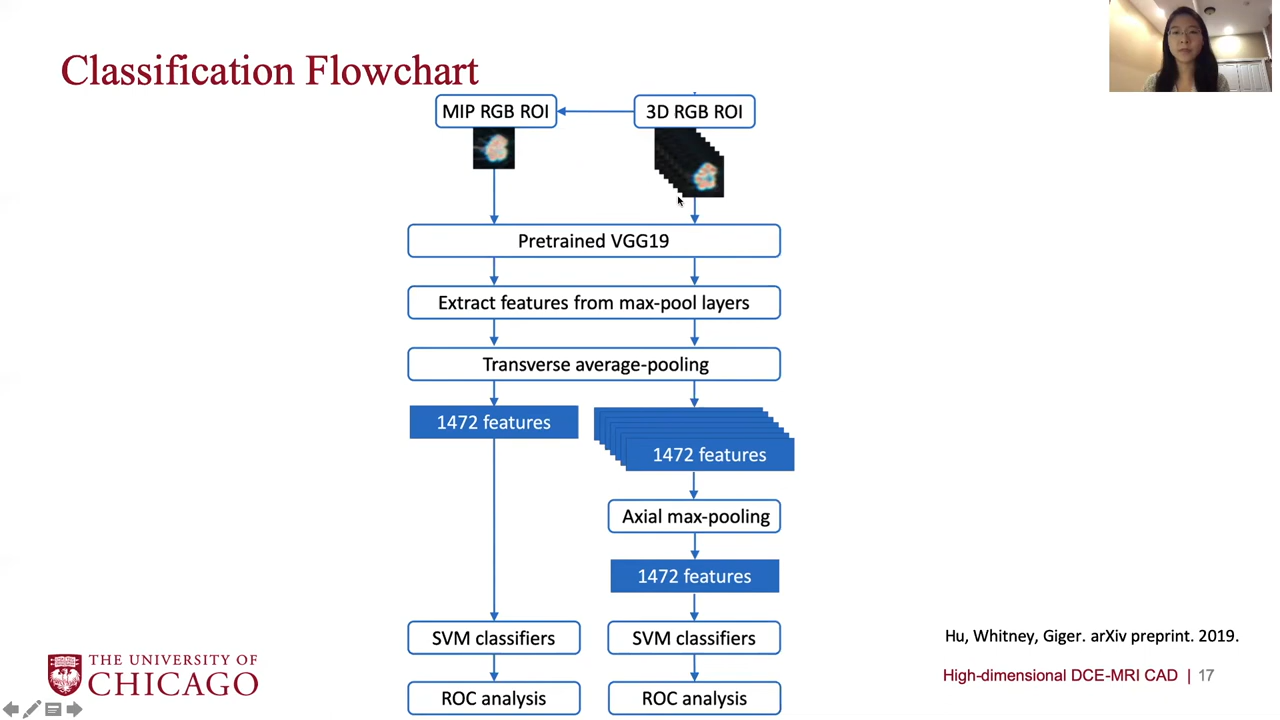 Classification Flowchart
MIP RGB ROI
3D RGB ROI
Pretrained VGG19
Extract features from max-pool layers
Transverse average-pooling
1472 features
1472 features
Axial max-pooling
1472 features
SVM classifiers
SVM classifiers
ROC analysis
ROC analysis
Hu, Whitney, Giger. arXiv preprint. 2019.
High-dimensional DCE-MRI CAD | 17
THE UNIVERSITY OF
CHICAGO